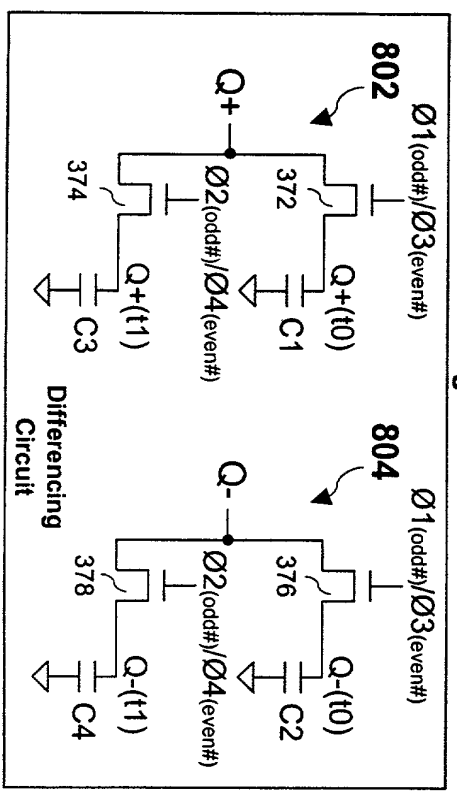 802
Ø1(odd#)/Ø3(even#)
372
Q+(t0)
C1
Q+
Ø2(odd#)/Ø4(even#)
374
Q+(t1)
C3
804
Ø1(odd#)/Ø3(even#)
376
Q-(t0)
C2
Q-
Ø2(odd#)/Ø4(even#)
378
Q-(t1)
C4
Differencing
Circuit